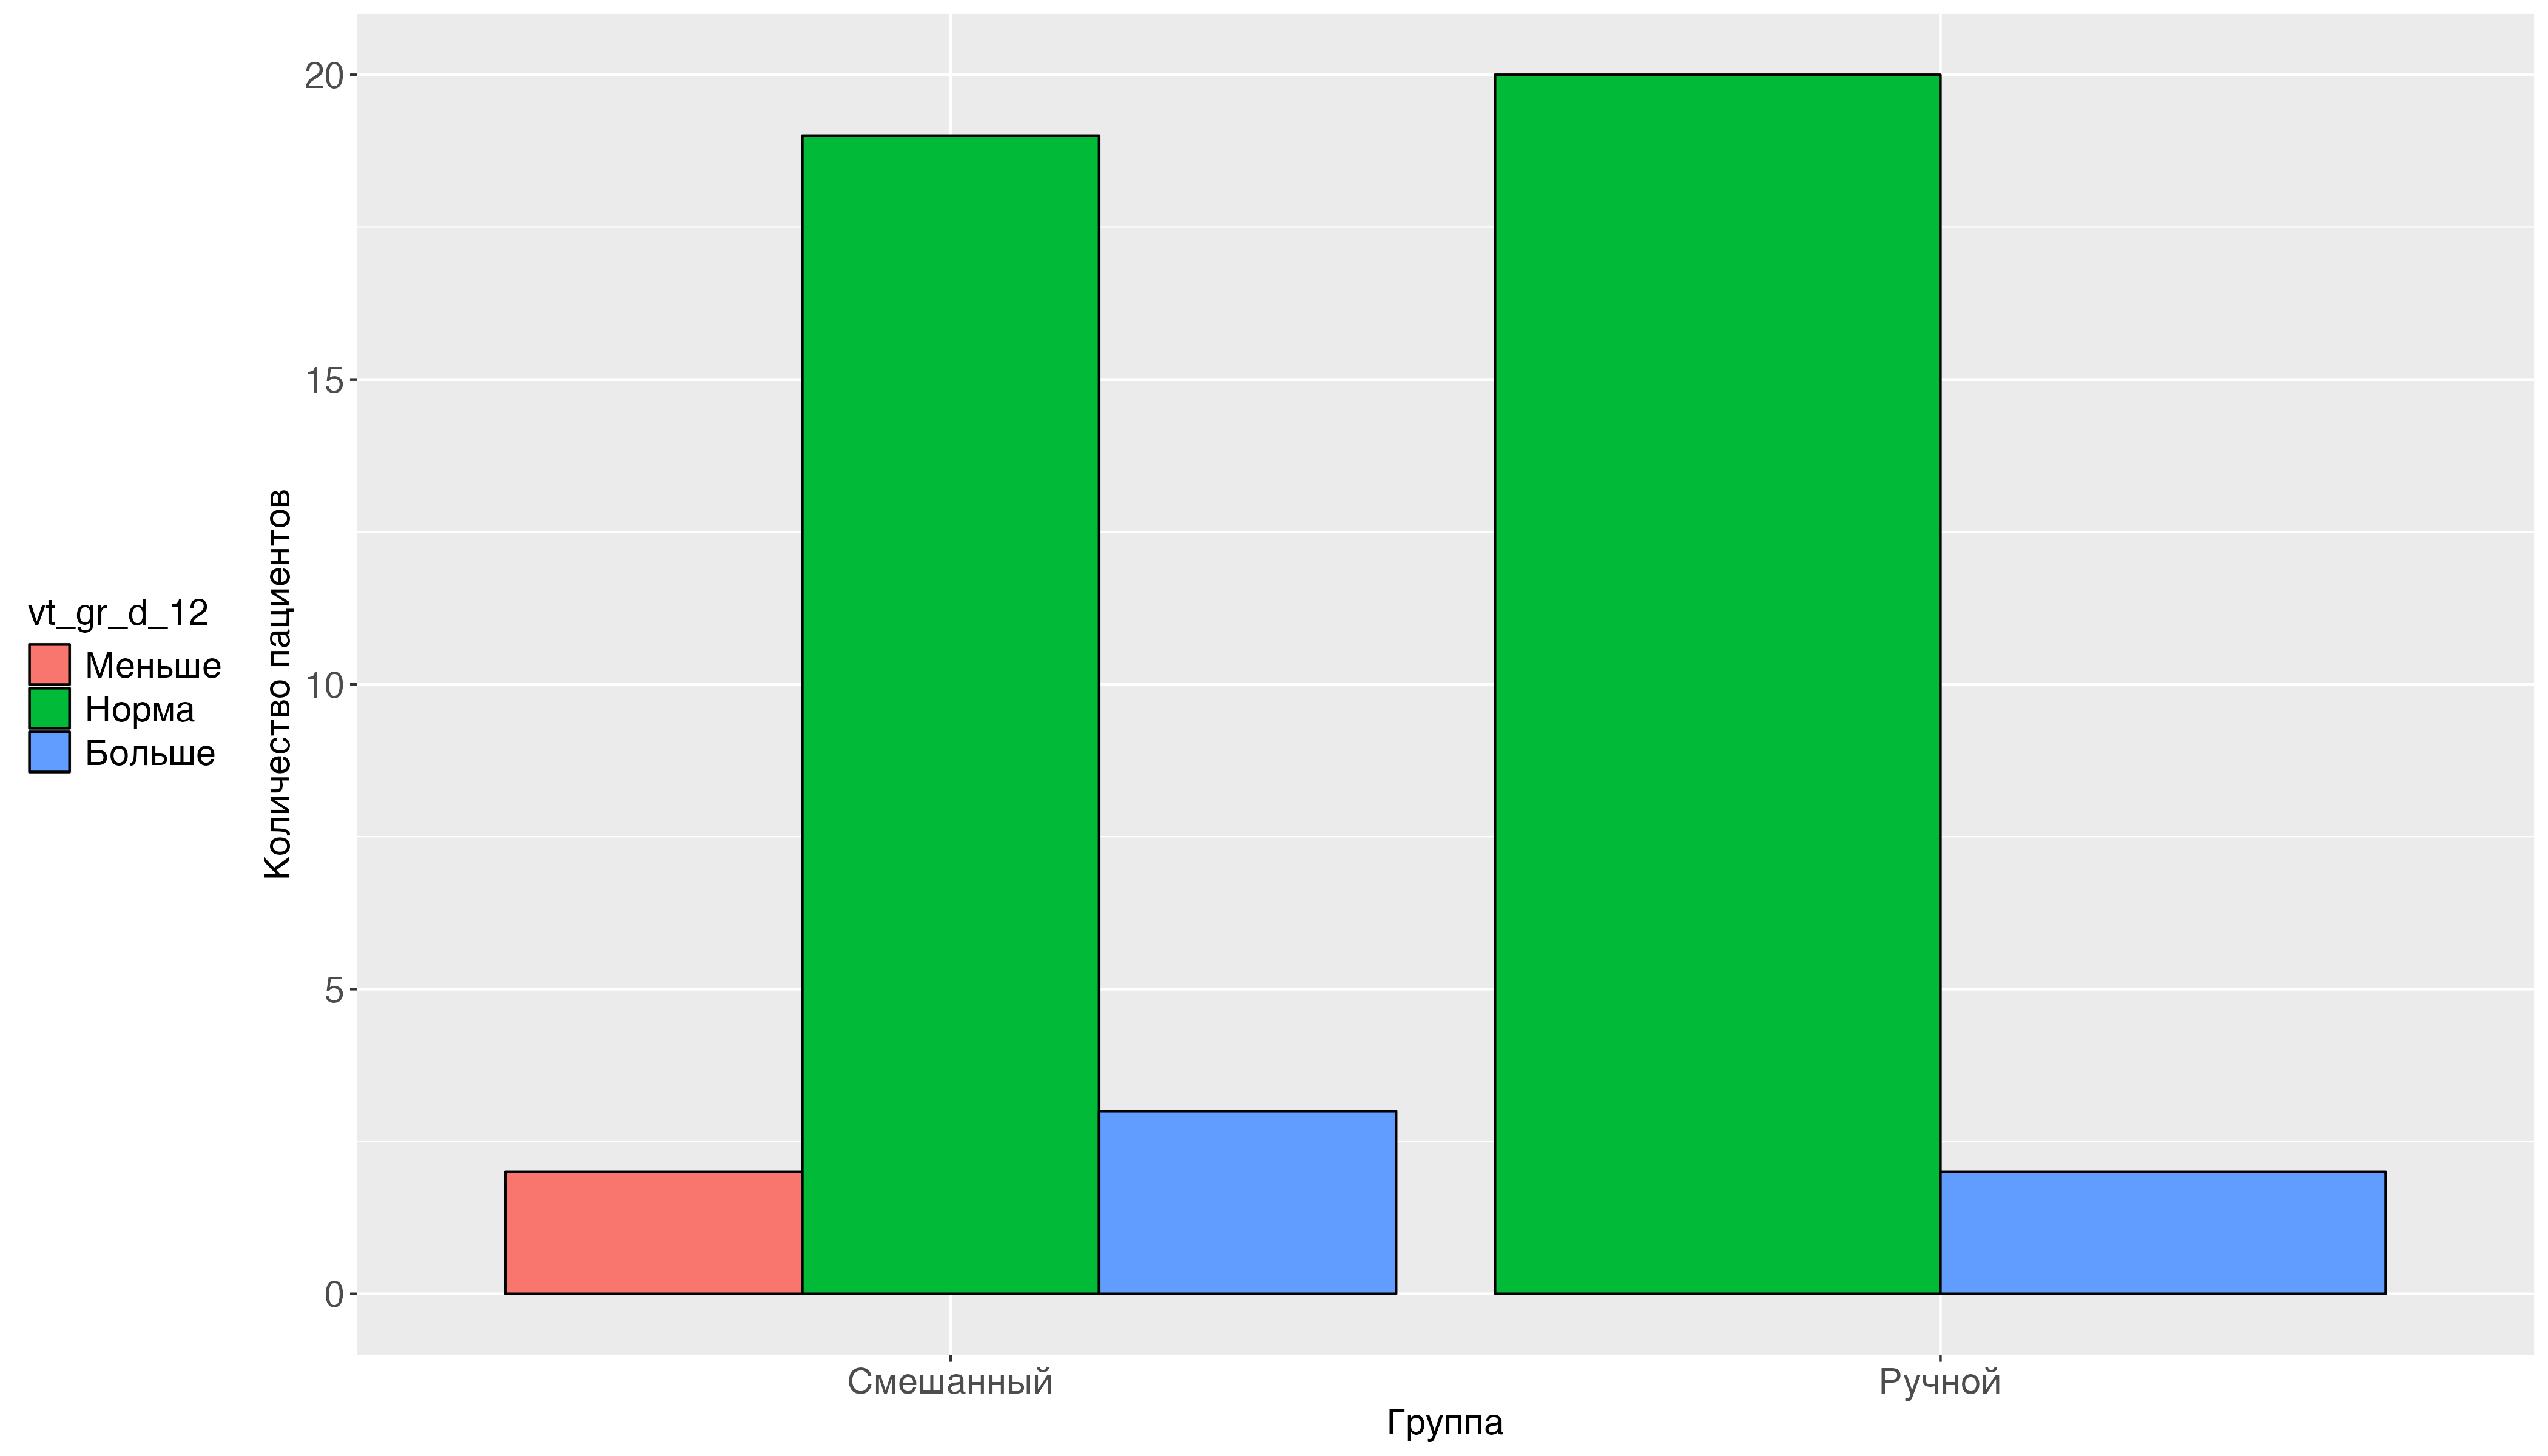 vt_gr_d_12
Меньше
Норма
Больше
Количество пациентов
20
15
10
5
0
Смешанный
Ручной
Группа